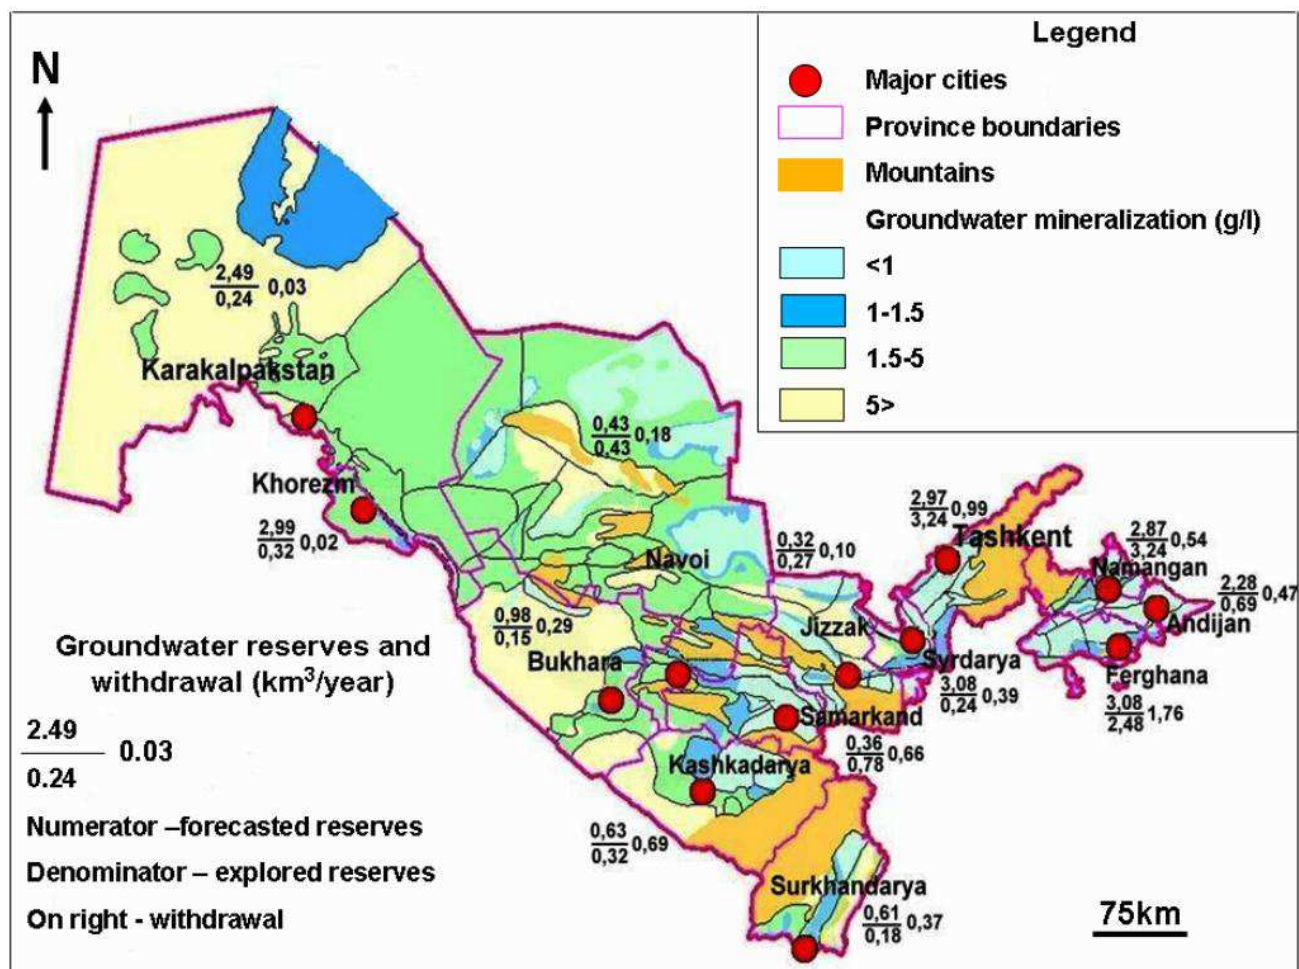 Legend
Major cities
Province boundaries
Mountains
Groundwater mineralization (g/l)
<1
1-1.5
1.5-5
5>
N
2,49
0,24 0,03
Karakalpakstan
Khorezm
2,99
0,32 0,02
0,43
0,43 0,18
Navoi
0,32
0,27 0,10
2,97
3,24 0,99
Tashkent
2,87
3,24 0,54
Namangan
2,28
0,69 0,47
Andijan
Ferghana
3,08
2,48 1,76
Jizzak
Syrdarya
3,08
0,24 0,39
0,98
0,15 0,29
Bukhara
Samarkand
0,36
0,78 0,66
Kashkadarya
0,63
0,32 0,69
Surkhandarya
0,61
0,18 0,37
Groundwater reserves and
withdrawal (km³/year)
2.49
0.24 0.03
Numerator –forecasted reserves
Denominator – explored reserves
On right - withdrawal
75km